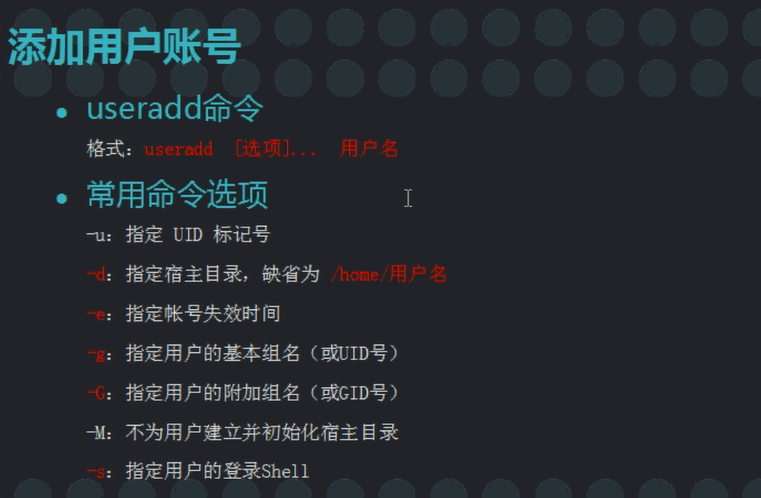 添加用户账号
useradd命令
格式：useradd [选项]... 用户名
常用命令选项
-u：指定 UID 标记号
-d：指定宿主目录，缺省为 /home/用户名
-e：指定帐号失效时间
-g：指定用户的基本组名（或UID号）
-G：指定用户的附加组名（或GID号）
-M：不为用户建立并初始化宿主目录
-s：指定用户的登录Shell